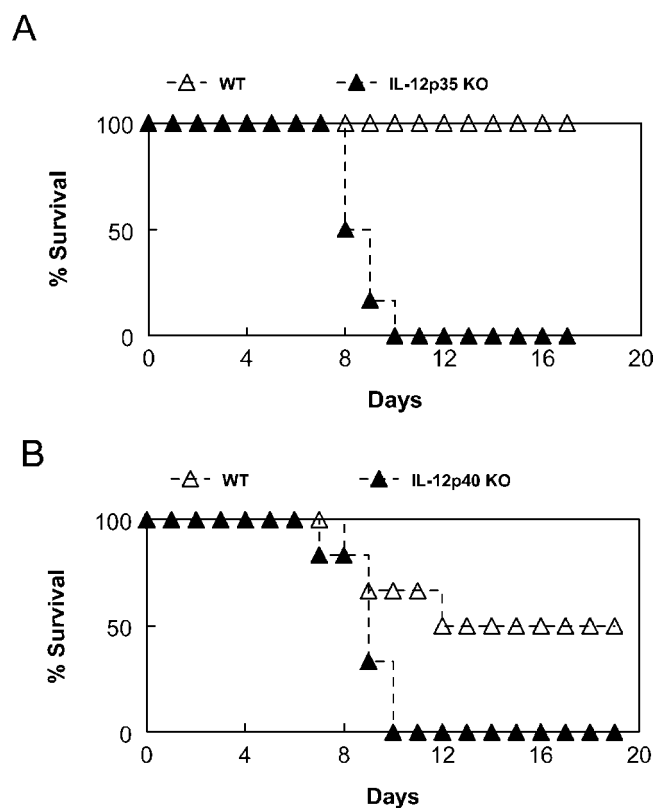 A
WT IL-12p35 KO
100
50
0
% Survival
0 4 8 12 16 20
Days
B
WT IL-12p40 KO
100
50
0
% Survival
0 4 8 12 16 20
Days